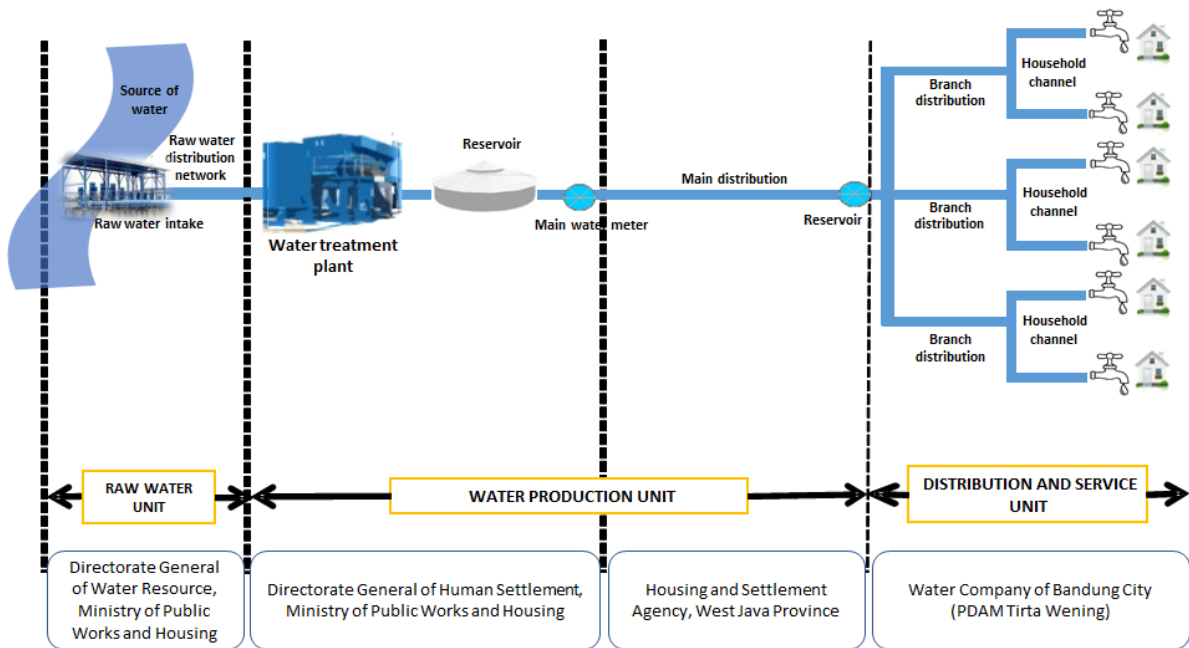 Source of
water
Raw water
distribution
network
Raw water intake
Water treatment
plant
Reservoir
Main water meter
Main distribution
Reservoir
Branch
distribution
Household
channel
Branch
distribution
Household
channel
Branch
distribution
Household
channel
RAW WATER
UNIT
WATER PRODUCTION UNIT
DISTRIBUTION AND SERVICE
UNIT
Directorate General
of Water Resource,
Ministry of Public
Works and Housing
Directorate General of Human Settlement,
Ministry of Public Works and Housing
Housing and Settlement
Agency, West Java Province
Water Company of Bandung City
(PDAM Tirta Wening)